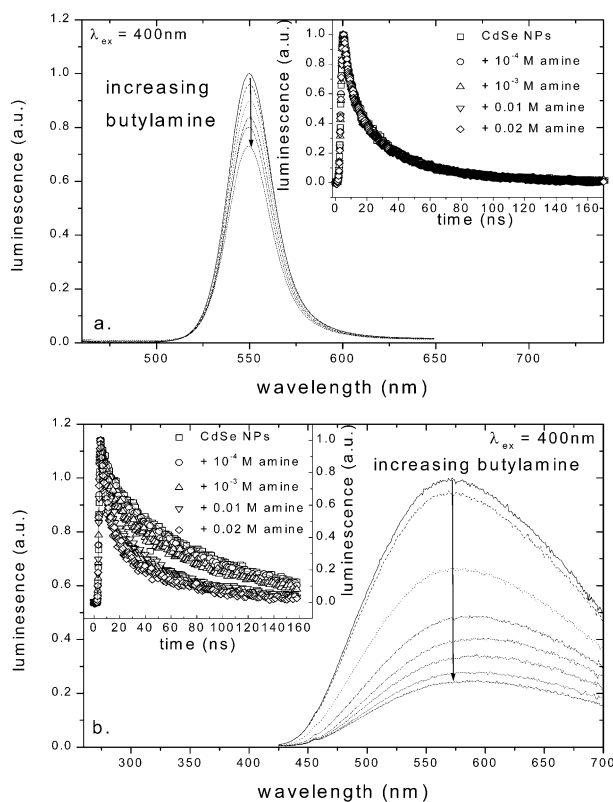 λex = 400nm
increasing
butylamine
CdSe NPs
+ 10-4 M amine
+ 10-3 M amine
+ 0.01 M amine
+ 0.02 M amine
luminescence (a.u.)
1.0
0.8
0.6
0.4
0.2
0.0
0 20 40 60 80 100 120 140 160
time (ns)
luminescence (a.u.)
1.2
1.0
0.8
0.6
0.4
0.2
0.0
a.
500 550 600 650 700
wavelength (nm)
CdSe NPs
+ 10-4 M amine
+ 10-3 M amine
+ 0.01 M amine
+ 0.02 M amine
1.0
0.8
0.6
0.4
0.2
0.0
luminescence (a.u.)
0 20 40 60 80 100 120 140 160
time (ns)
λex = 400nm
increasing butylamine
luminesence (a.u.)
1.2
1.0
0.8
0.6
0.4
0.2
0.0
b.
300 350 400 450 500 550 600 650 700
wavelength (nm)